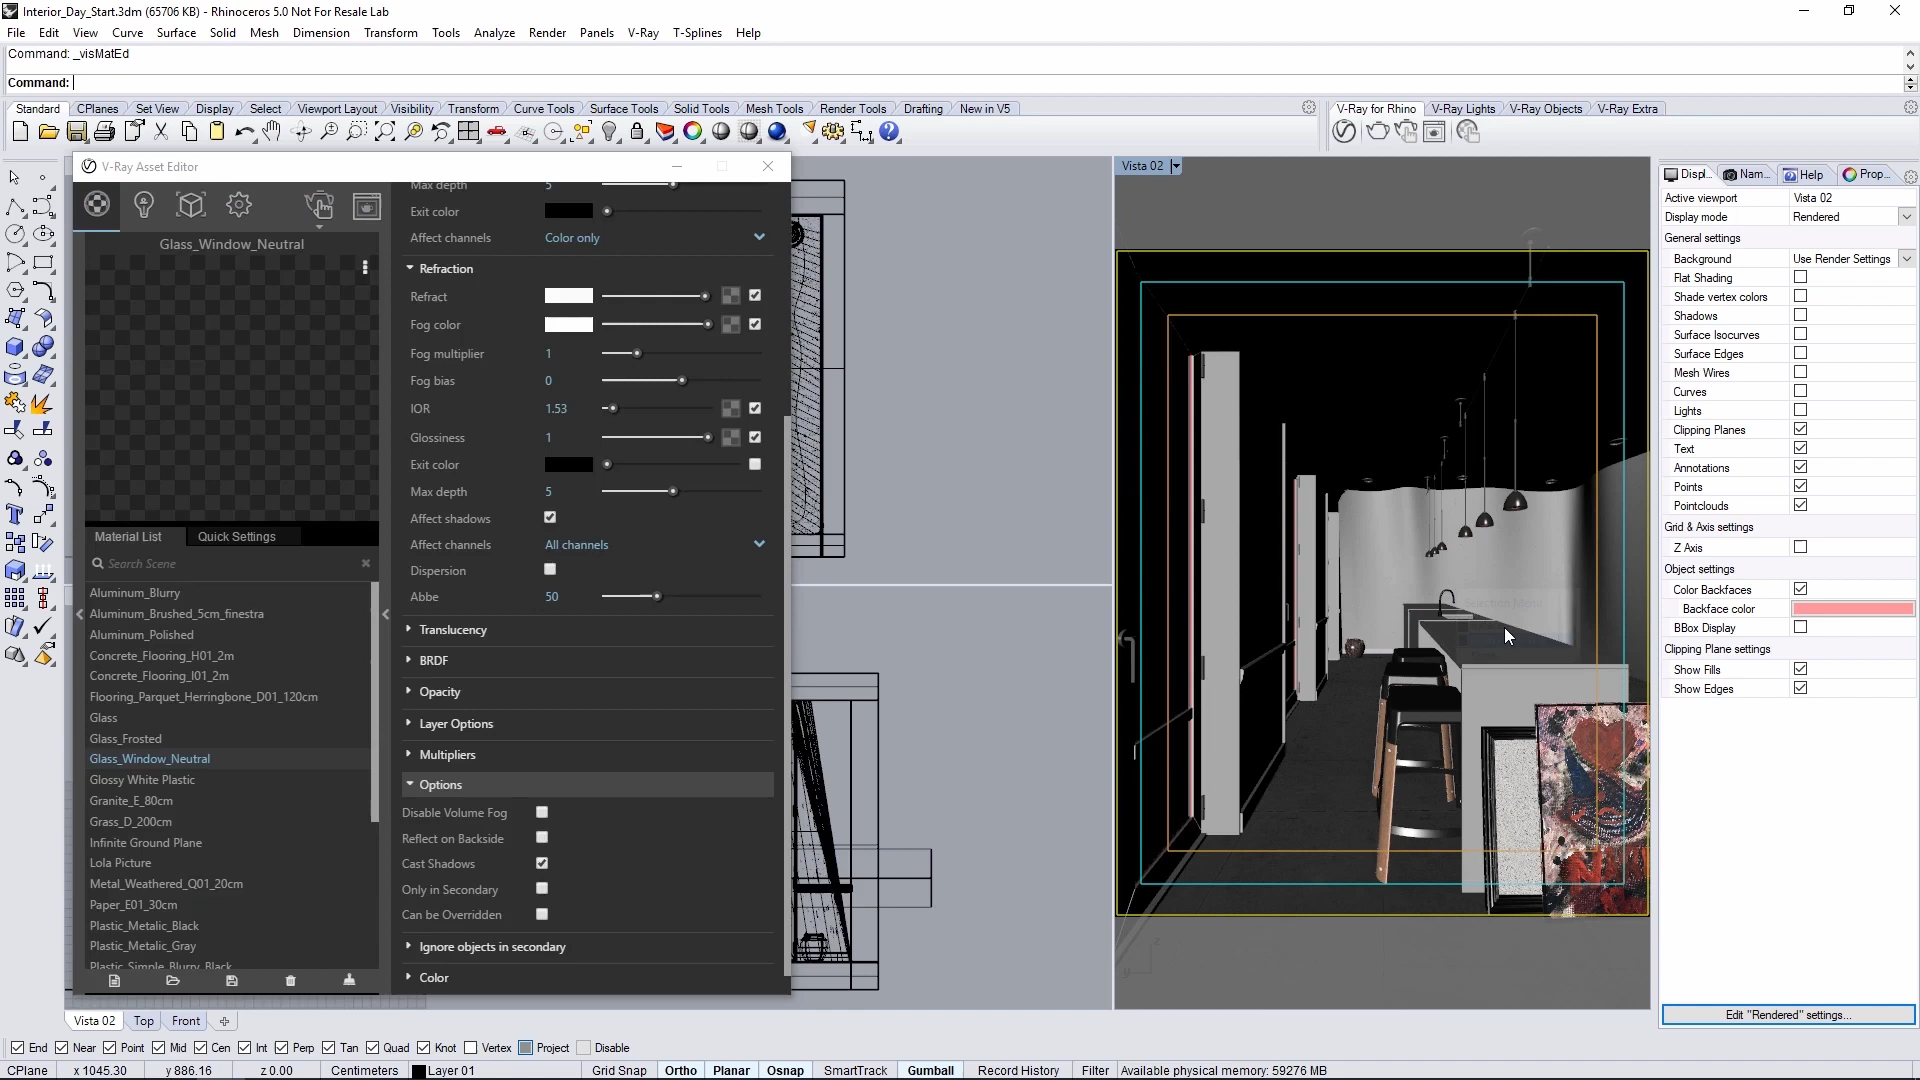 Interior_Day_Start.3dm (65706 KB) - Rhinoceros 5.0 Not For Resale Lab
File Edit View Curve Surface Solid Mesh Dimension Transform Tools Analyze Render Panels V-Ray T-Splines Help
Command: _visMatEd
Command:
Standard CPlanes Set View Display Select Viewport Layout Visibility Transform Curve Tools Surface Tools Solid Tools Mesh Tools Render Tools Drafting New in V5
V-Ray for Rhino V-Ray Lights V-Ray Objects V-Ray Extra
V-Ray Asset Editor
Glass_Window_Neutral
Material List Quick Settings
Search Scene
Aluminum_Blurry
Aluminum_Brushed_5cm_finestra
Aluminum_Polished
Concrete_Flooring_H01_2m
Concrete_Flooring_I01_2m
Flooring_Parquet_Herringbone_D01_120cm
Glass
Glass_Frosted
Glass_Window_Neutral
Glossy White Plastic
Granite_E_80cm
Grass_D_200cm
Infinite Ground Plane
Lola Picture
Metal_Weathered_Q01_20cm
Paper_E01_30cm
Plastic_Metalic_Black
Plastic_Metalic_Gray
Plastic_Simple_Blurry_Black
Max depth 5
Exit color
Affect channels Color only
Refraction
Refract
Fog color
Fog multiplier 1
Fog bias 0
IOR 1.53
Glossiness 1
Exit color
Max depth 5
Affect shadows
Affect channels All channels
Dispersion
Abbe 50
Translucency
BRDF
Opacity
Layer Options
Multipliers
Options
Disable Volume Fog
Reflect on Backside
Cast Shadows
Only in Secondary
Can be Overridden
Ignore objects in secondary
Color
Vista 02
z
y
Displ... Nam... Help Prop...
Active viewport Vista 02
Display mode Rendered
General settings
Background Use Render Settings
Flat Shading
Shade vertex colors
Shadows
Surface Isocurves
Surface Edges
Mesh Wires
Curves
Lights
Clipping Planes
Text
Annotations
Points
Pointclouds
Grid & Axis settings
Z Axis
Object settings
Color Backfaces
Backface color
BBox Display
Clipping Plane settings
Show Fills
Show Edges
Edit "Rendered" settings...
Vista 02 Top Front
End Near Point Mid Cen Int Perp Tan Quad Knot Vertex Project Disable
CPlane x 1045.30 y 886.16 z 0.00 Centimeters Layer 01 Grid Snap Ortho Planar Osnap SmartTrack Gumball Record History Filter Available physical memory: 59276 MB